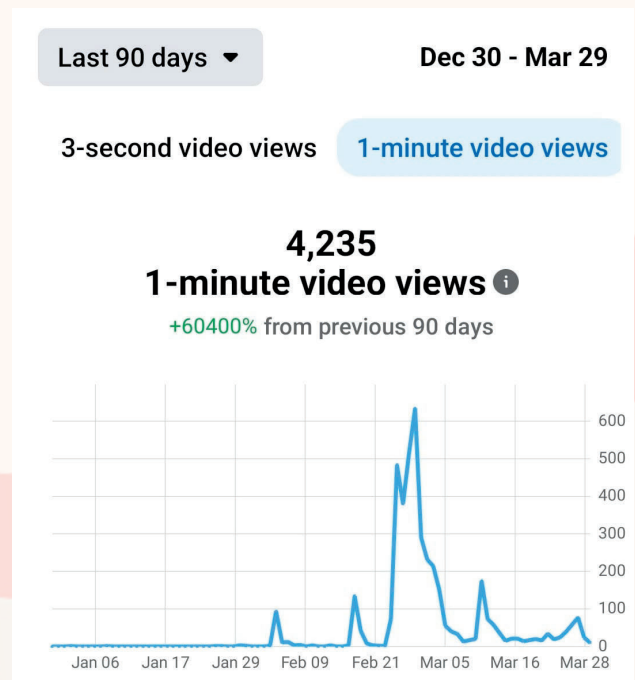 Last 90 days
Dec 30 - Mar 29
3-second video views
1-minute video views
4,235
1-minute video views
+60400% from previous 90 days
600
500
400
300
200
100
0
Jan 06 Jan 17 Jan 29 Feb 09 Feb 21 Mar 05 Mar 16 Mar 28